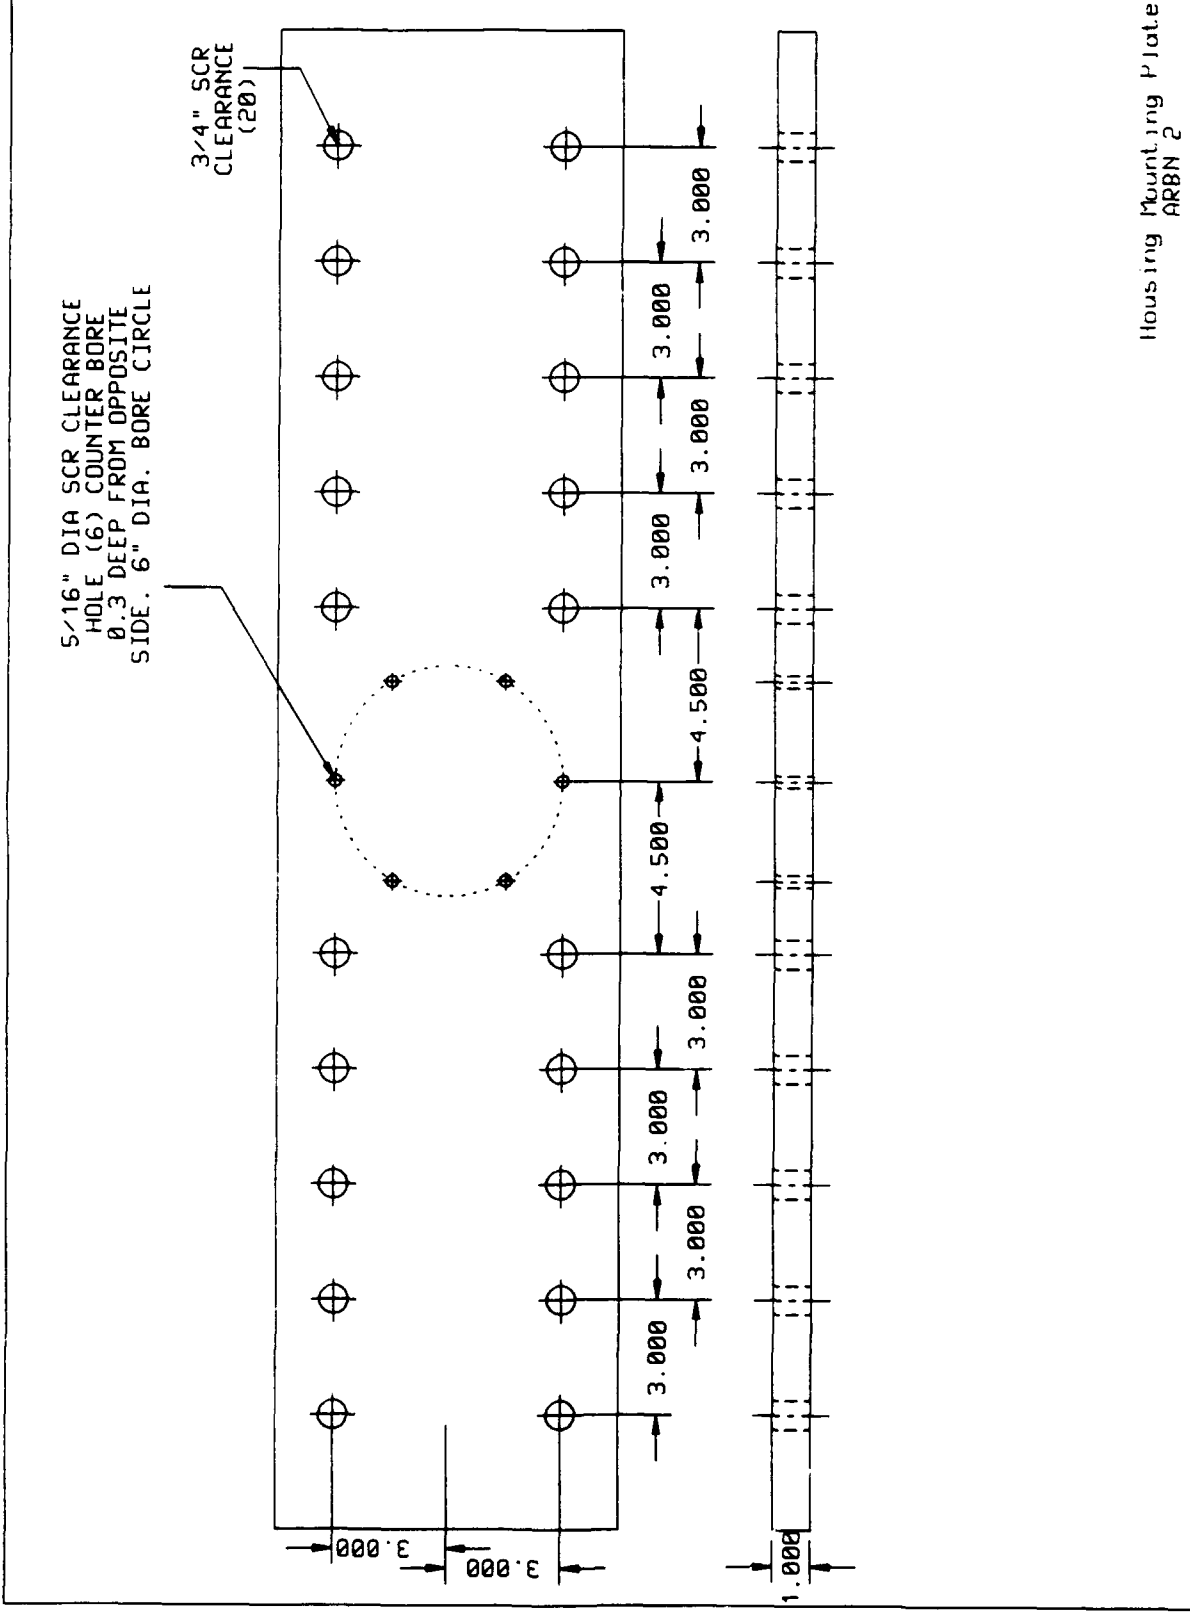 5/16" DIA SCR CLEARANCE
HOLE (6) COUNTER BORE
0.3 DEEP FROM OPPOSITE
SIDE. 6" DIA. BORE CIRCLE
3/4" SCR
CLEARANCE
(20)
3.000
3.000
3.000
3.000
3.000
3.000
4.500
4.500
3.000
3.000
3.000
3.000
1.000
Housing Mounting Plate
ARBN 2